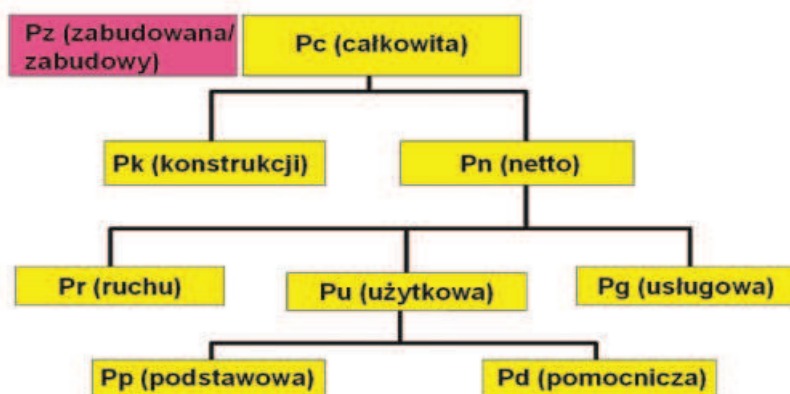 Pz (zabudowana/
zabudowy)
Pc (całkowita)
Pk (konstrukcji)
Pn (netto)
Pr (ruchu)
Pu (użytkowa)
Pg (usługowa)
Pp (podstawowa)
Pd (pomocnicza)